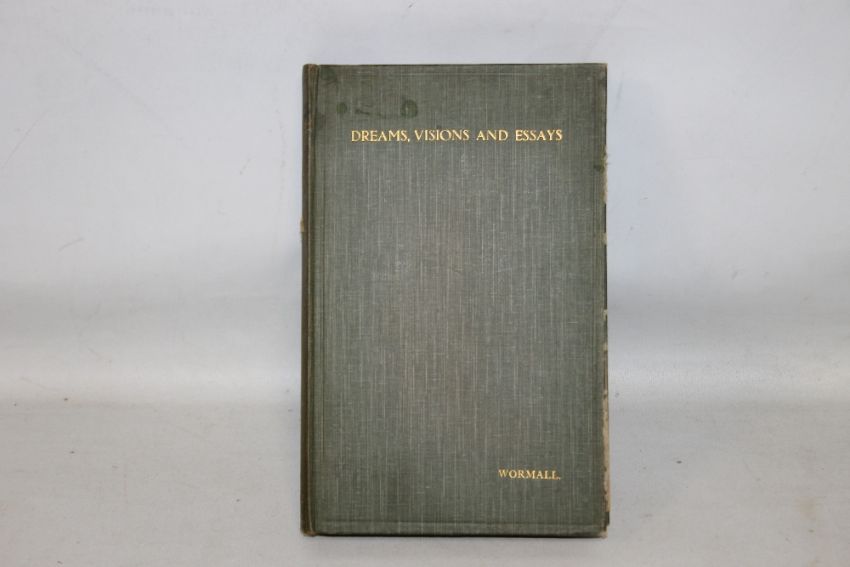 DREAMS, VISIONS AND ESSAYS
WORMALL.